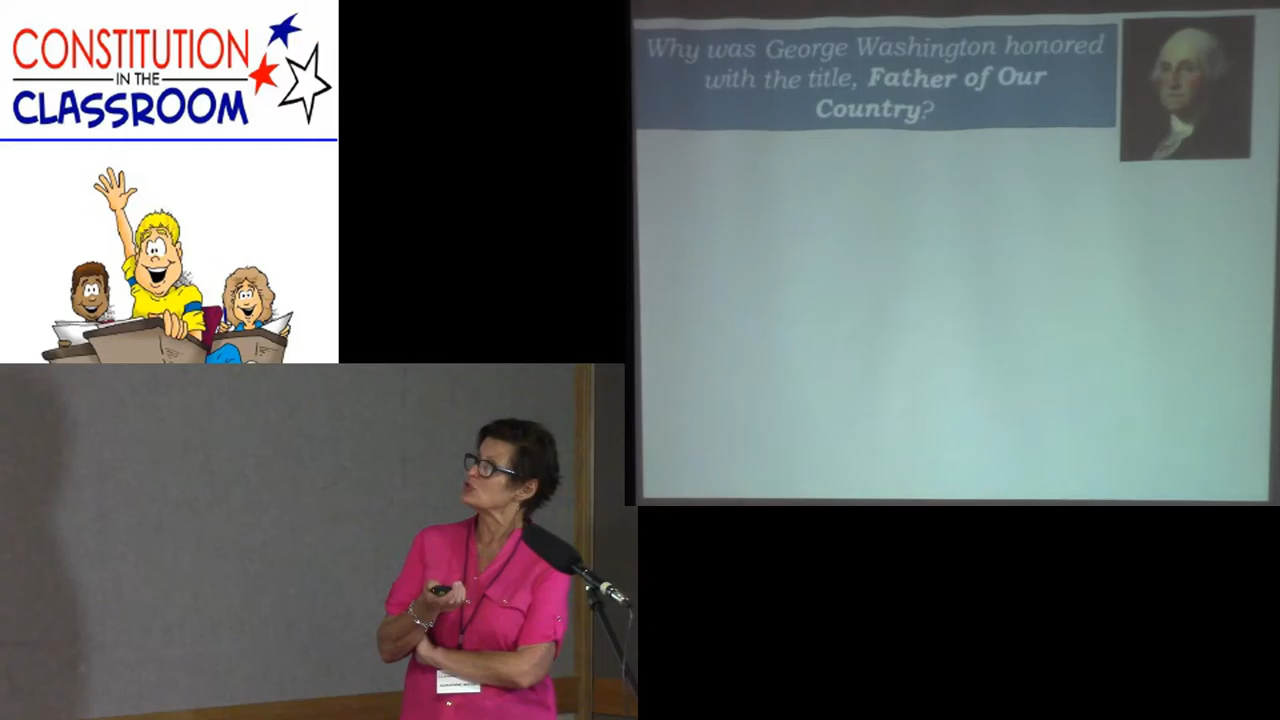 CONSTITUTION
IN THE
CLASSROOM
Why was George Washington honored
with the title, Father of Our
Country?